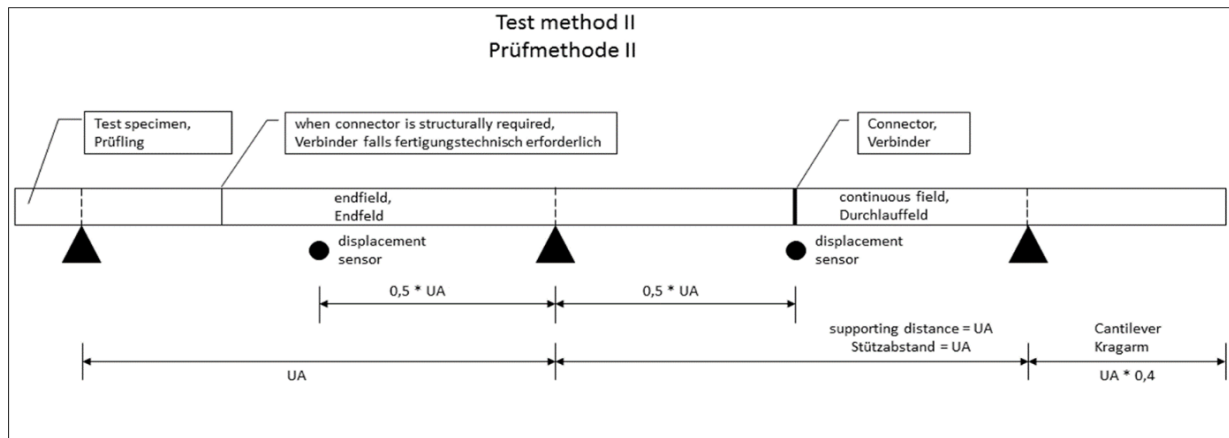 Test method II
Prüfmethode II
Test specimen,
Prüfling
when connector is structurally required,
Verbinder falls fertigungstechnisch erforderlich
Connector,
Verbinder
endfield,
Endfeld
continuous field,
Durchlauffeld
displacement
sensor
displacement
sensor
0,5 * UA
0,5 * UA
supporting distance = UA
Stützabstand = UA
Cantilever
Kragarm
UA
UA * 0,4